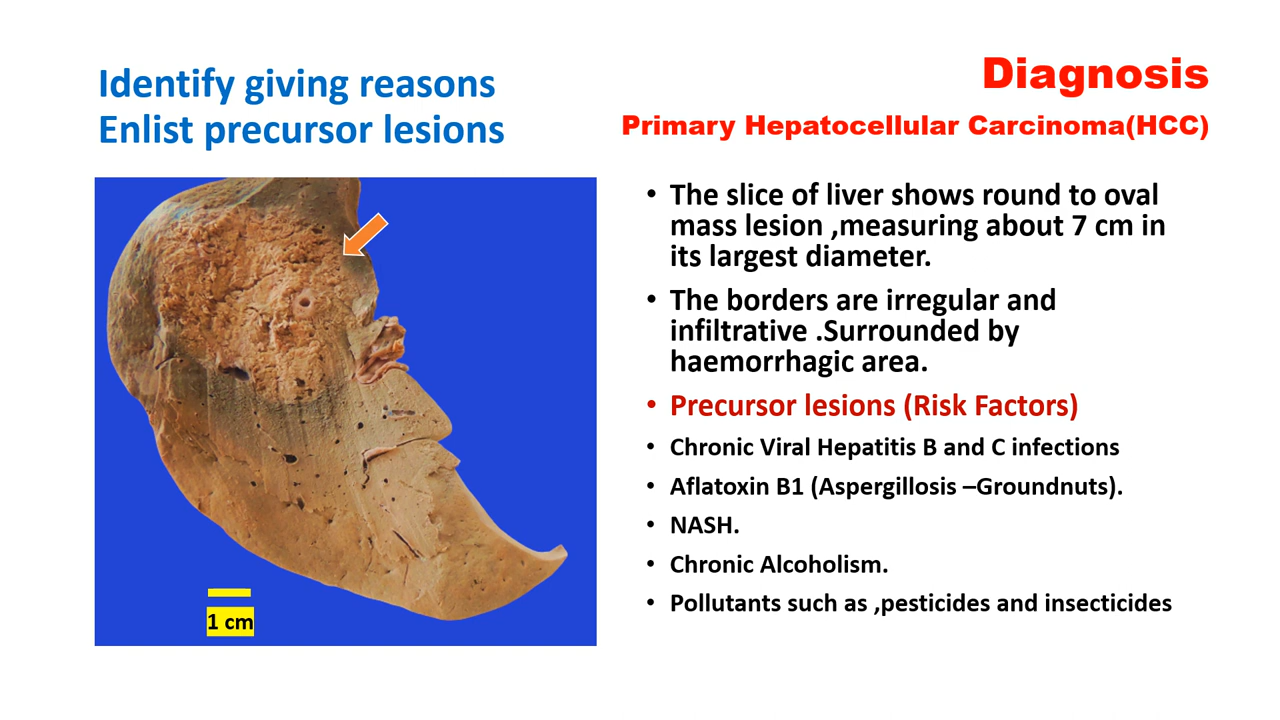 Identify giving reasons
Enlist precursor lesions
1 cm
Diagnosis
Primary Hepatocellular Carcinoma(HCC)
• The slice of liver shows round to oval
mass lesion ,measuring about 7 cm in
its largest diameter.
• The borders are irregular and
infiltrative .Surrounded by
haemorrhagic area.
• Precursor lesions (Risk Factors)
• Chronic Viral Hepatitis B and C infections
• Aflatoxin B1 (Aspergillosis –Groundnuts).
• NASH.
• Chronic Alcoholism.
• Pollutants such as ,pesticides and insecticides